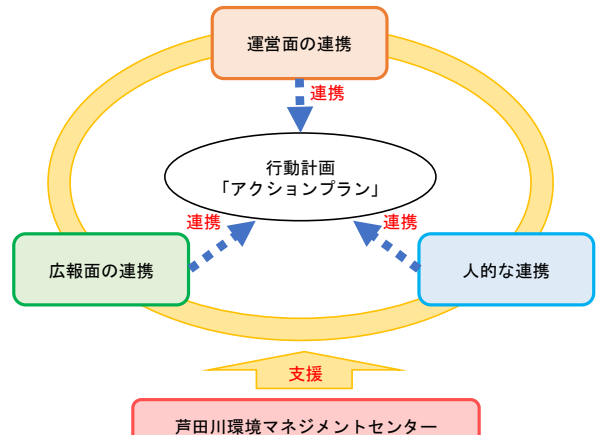 運営面の連携
連携
行動計画
「アクションプラン」
連携
連携
広報面の連携
人的な連携
支援
芦田川環境マネジメントセンター